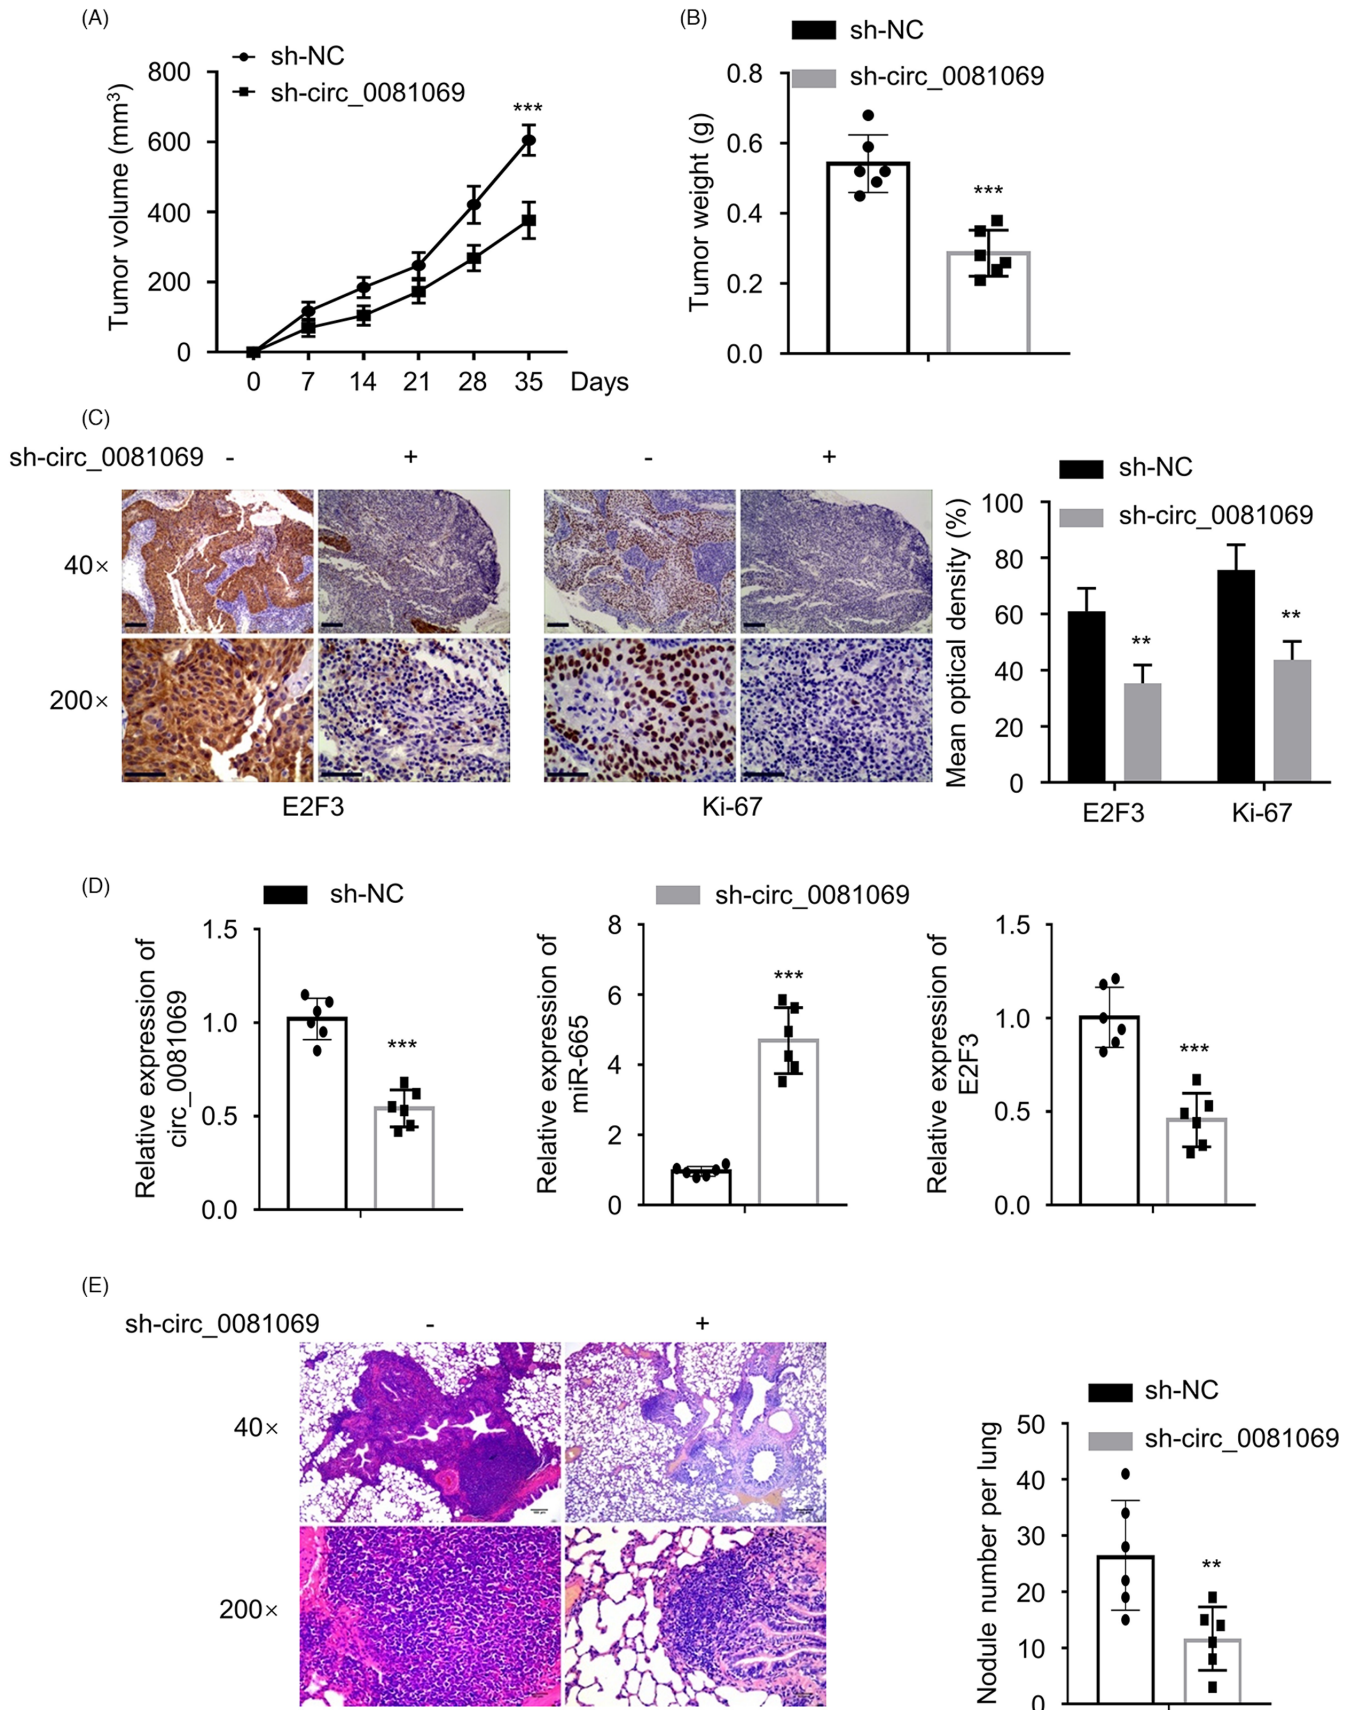 (A)
sh-NC
sh-circ_0081069
Tumor volume (mm³)
800
600
400
200
0
***
0 7 14 21 28 35 Days
(B)
sh-NC
sh-circ_0081069
Tumor weight (g)
0.8
0.6
0.4
0.2
0.0
***
(C)
sh-circ_0081069 - + - +
40×
200×
E2F3 Ki-67
sh-NC
sh-circ_0081069
Mean optical density (%)
100
80
60
40
20
0
**
**
E2F3 Ki-67
(D)
sh-NC
sh-circ_0081069
Relative expression of
circ_0081069
1.5
1.0
0.5
0.0
***
Relative expression of
miR-665
8
6
4
2
0
***
Relative expression of
E2F3
1.5
1.0
0.5
0.0
***
(E)
sh-circ_0081069 - +
40×
200×
sh-NC
sh-circ_0081069
Nodule number per lung
50
40
30
20
10
0
**